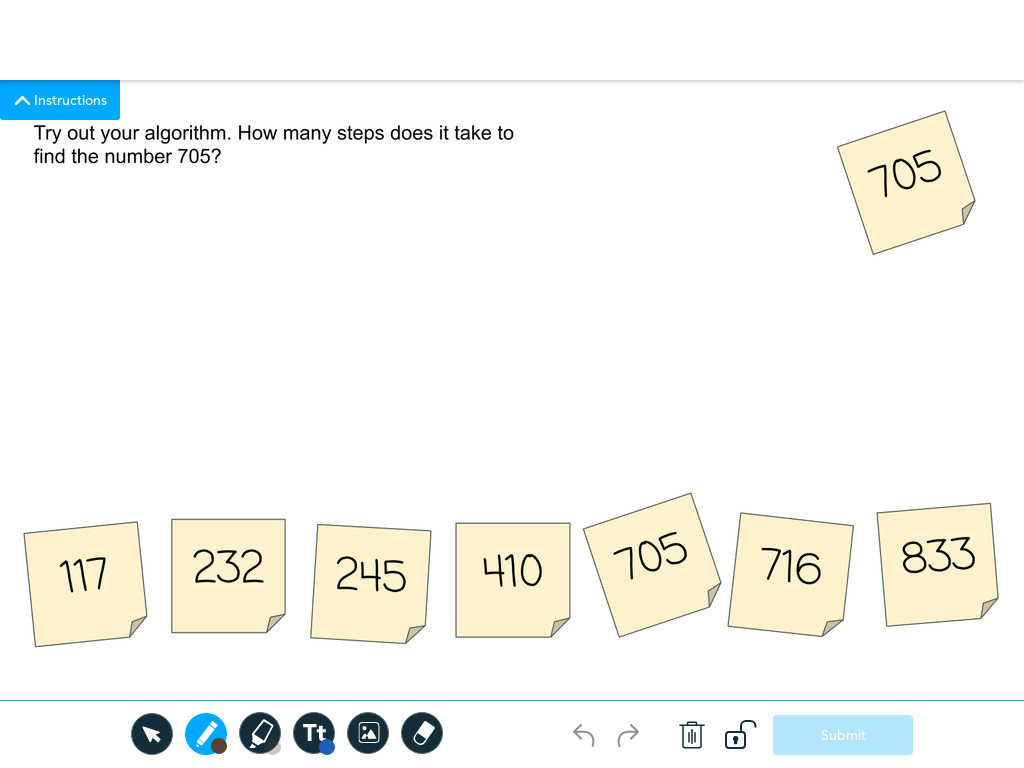 Instructions
Try out your algorithm. How many steps does it take to
find the number 705?
705
117 232 245 410 705 716 833
Tt
Submit